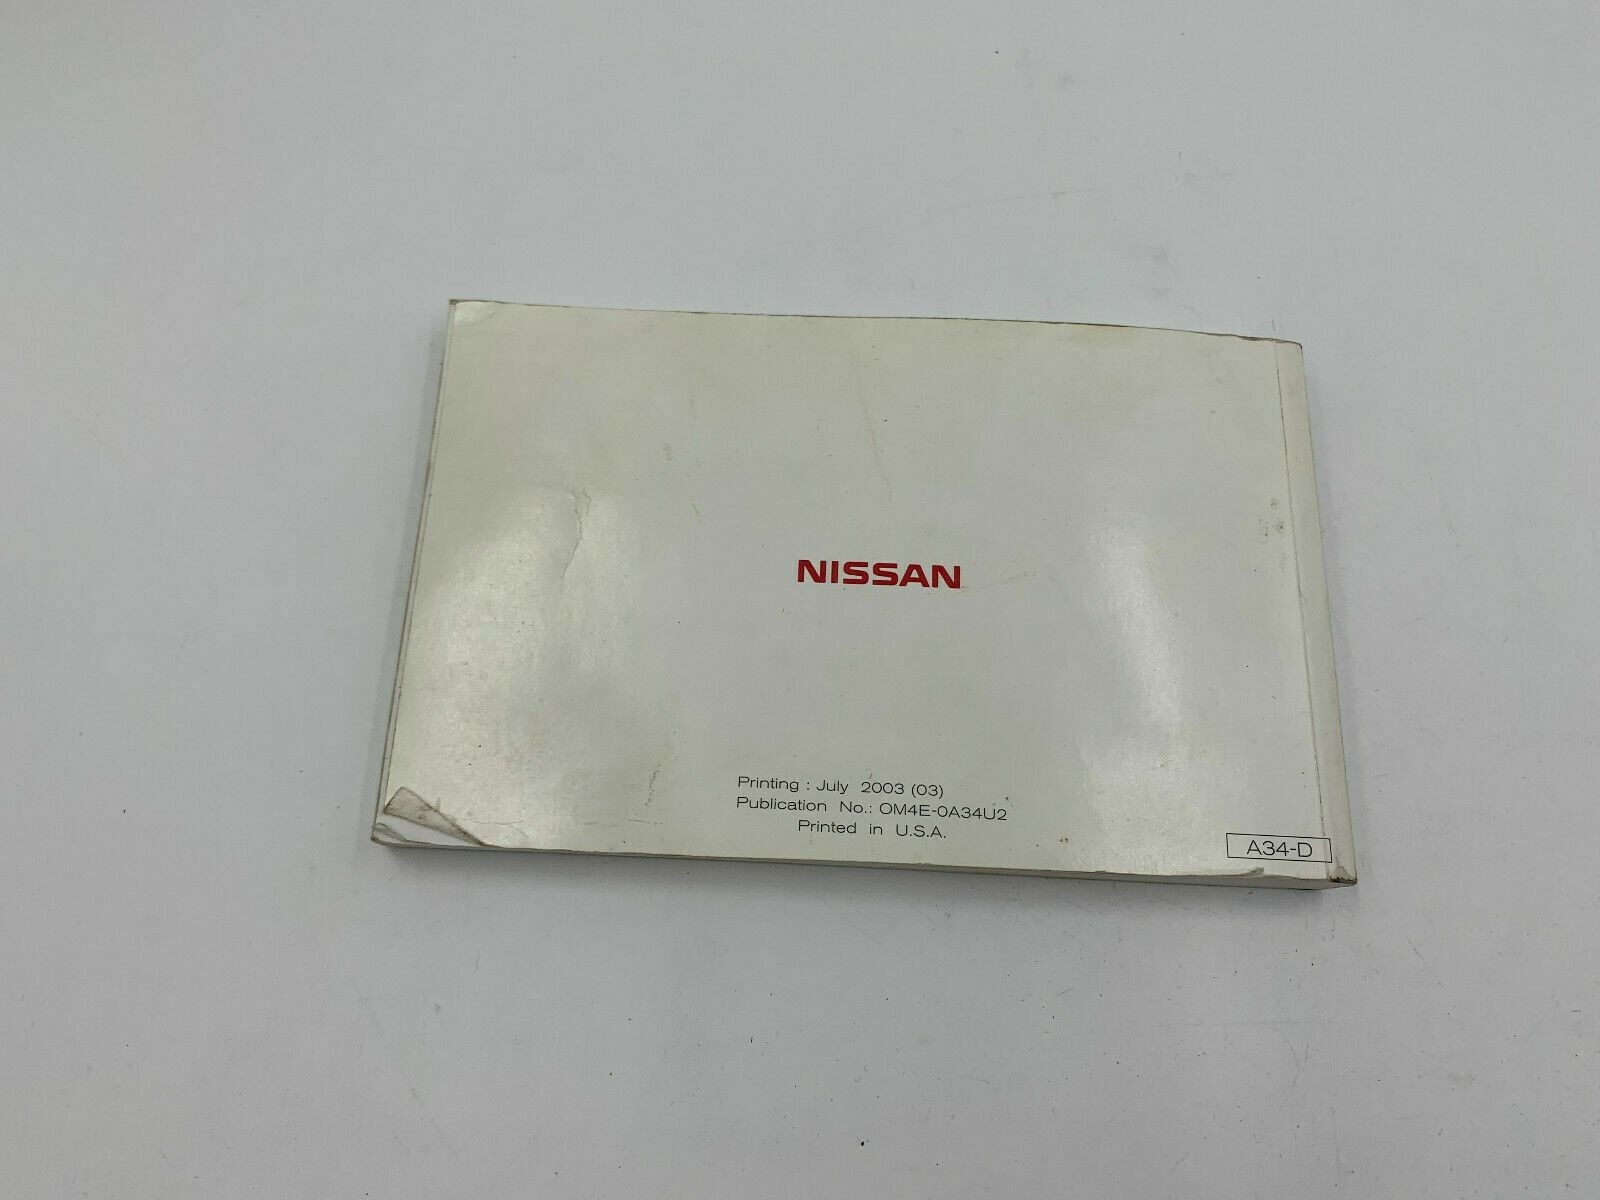 NISSAN
Printing : July 2003 (03)
Publication No.: OM4E-0A34U2
Printed in U.S.A.
A34-D